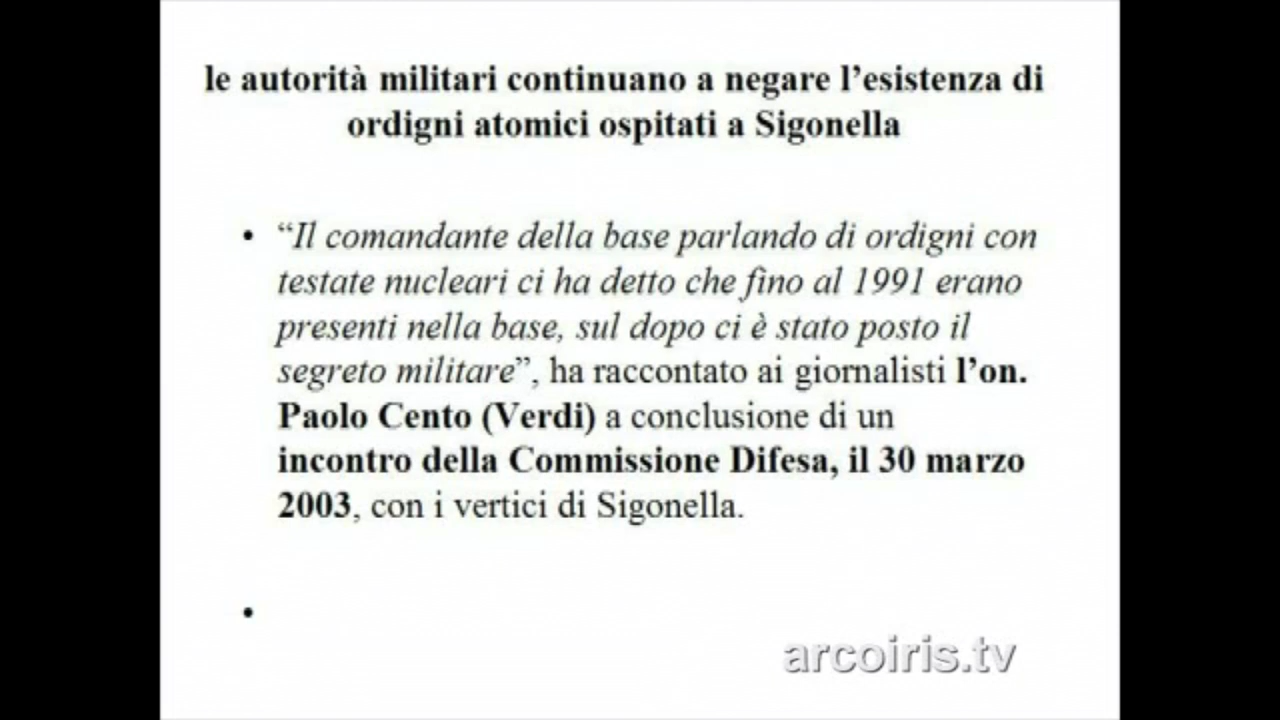 le autorità militari continuano a negare l’esistenza di
ordigni atomici ospitati a Sigonella
• “Il comandante della base parlando di ordigni con
testate nucleari ci ha detto che fino al 1991 erano
presenti nella base, sul dopo ci è stato posto il
segreto militare”, ha raccontato ai giornalisti l’on.
Paolo Cento (Verdi) a conclusione di un
incontro della Commissione Difesa, il 30 marzo
2003, con i vertici di Sigonella.
•
arcoiris.tv